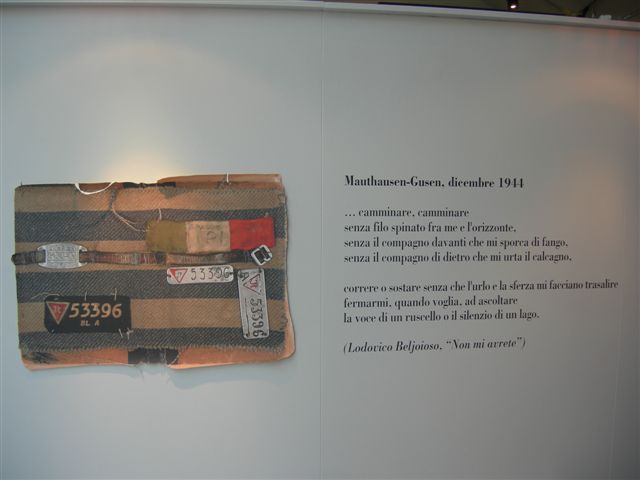 53396
53396
53396
BL A
Mauthausen-Gusen, dicembre 1944
... camminare, camminare
senza filo spinato fra me e l'orizzonte,
senza il compagno davanti che mi sporca di fango,
senza il compagno di dietro che mi urta il calcagno,
correre o sostare senza che l'urlo e la sferza mi facciano trasalire
fermarmi, quando voglia, ad ascoltare
la voce di un ruscello o il silenzio di un lago.
(Lodovico Beljoioso, “Non mi avrete”)